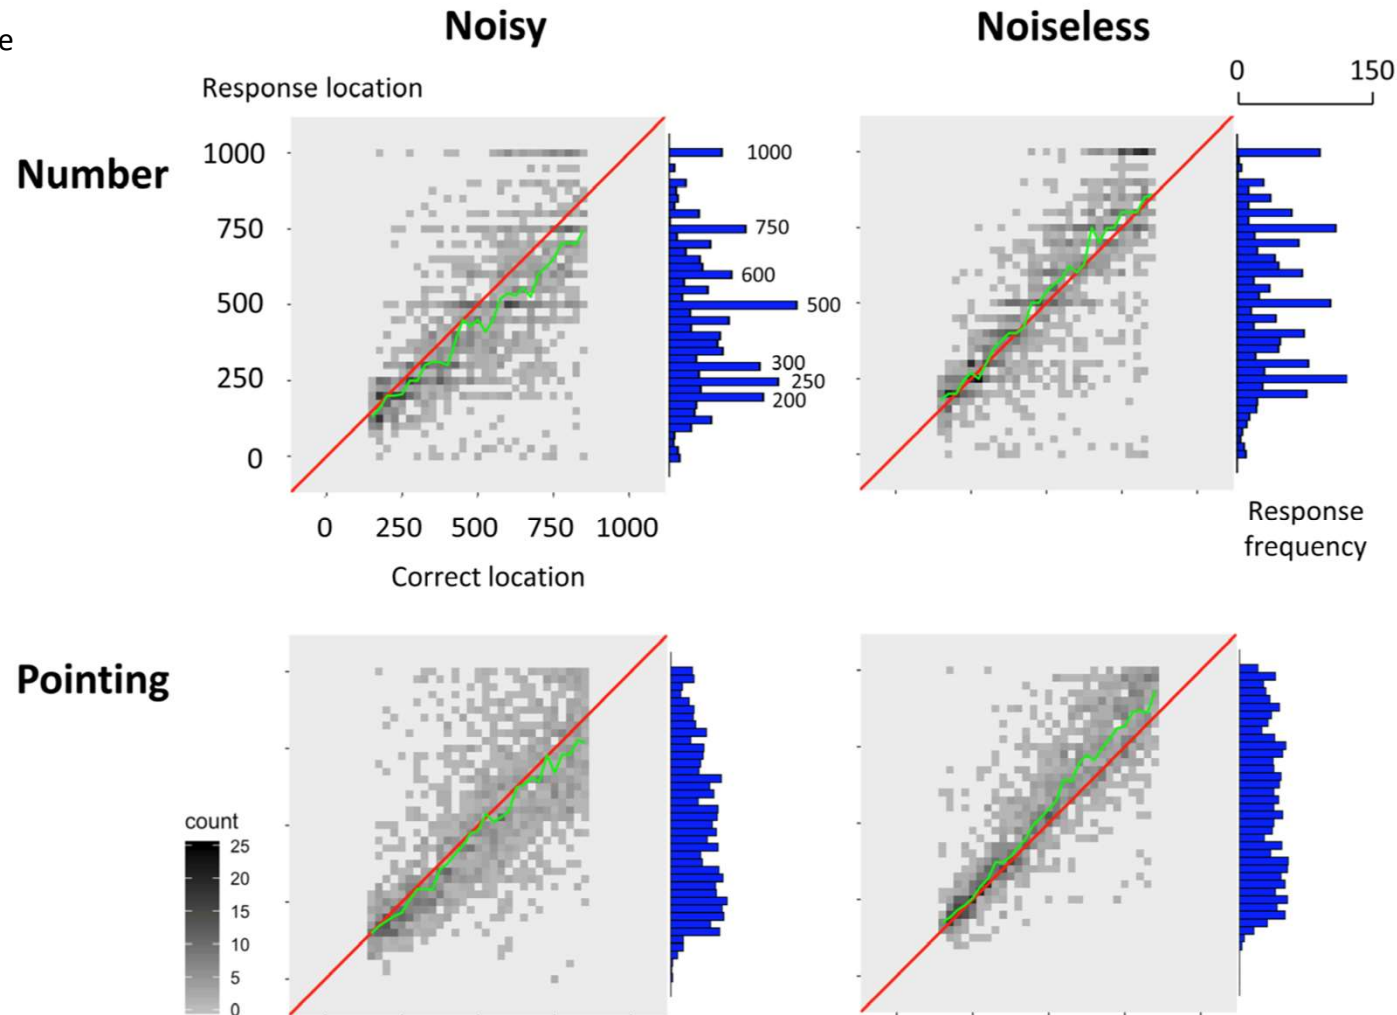 e
Noisy
Noiseless
Response location
0 150
Number
1000
750
500
250
0
1000
750
600
500
300
250
200
0 250 500 750 1000
Correct location
Response
frequency
Pointing
count
25
20
15
10
5
0